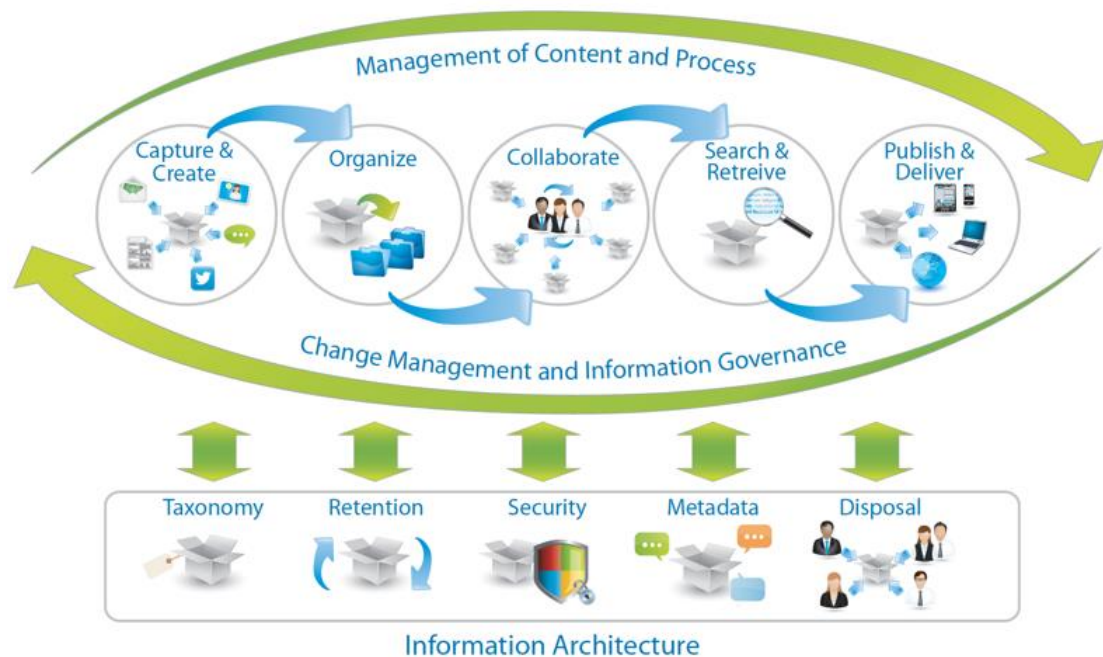 Management of Content and Process
Capture &
Create
Organize
Collaborate
Search &
Retreive
Publish &
Deliver
Change Management and Information Governance
Taxonomy
Retention
Security
Metadata
Disposal
Information Architecture